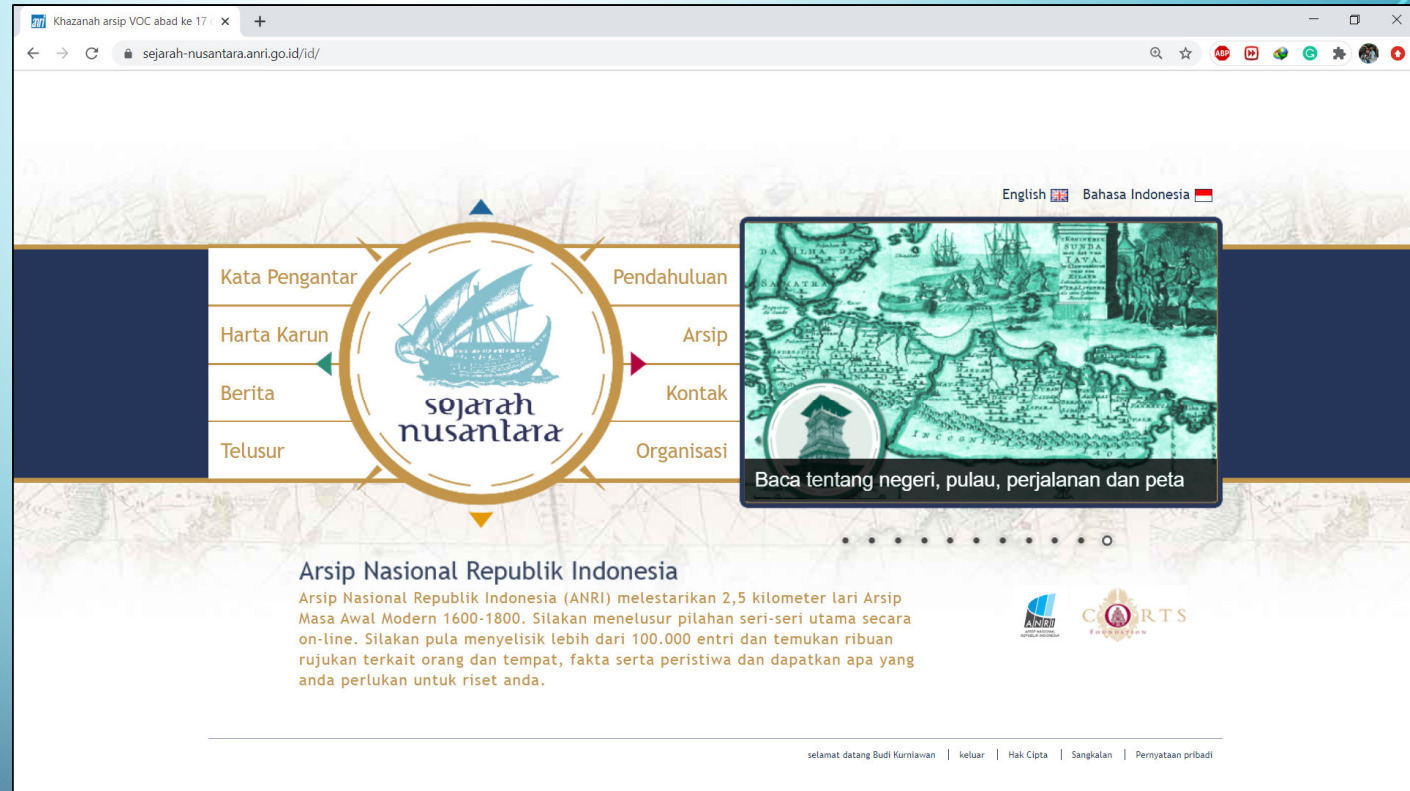 Khazanah arsip VOC abad ke 17
sejarah-nusantara.anri.go.id/id/
English
Bahasa Indonesia
Kata Pengantar
Harta Karun
Berita
Telusur
sejarah
nusantara
Pendahuluan
Arsip
Kontak
Organisasi
SUNDA
IAVA
INCOGNITA
Baca tentang negeri, pulau, perjalanan dan peta
Arsip Nasional Republik Indonesia
Arsip Nasional Republik Indonesia (ANRI) melestarikan 2,5 kilometer lari Arsip
Masa Awal Modern 1600-1800. Silakan menelusur pilahan seri-seri utama secara
on-line. Silakan pula menyelisik lebih dari 100.000 entri dan temukan ribuan
rujukan terkait orang dan tempat, fakta serta peristiwa dan dapatkan apa yang
anda perlukan untuk riset anda.
ANRI
CORTS
FOUNDATION
selamat datang Budi Kurniawan | keluar | Hak Cipta | Sangkalan | Pernyataan pribadi